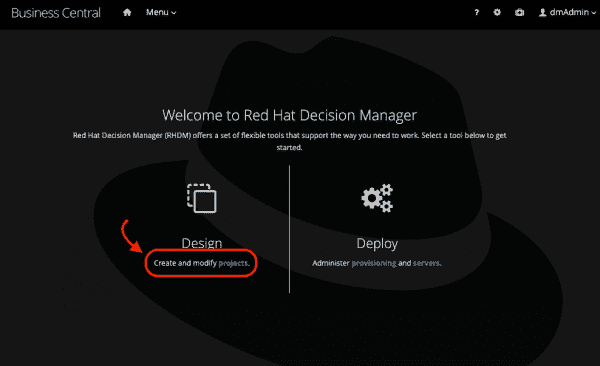 Business Central Menu ? dmAdmin
Welcome to Red Hat Decision Manager
Red Hat Decision Manager (RHDM) offers a set of flexible tools that support the way you need to work. Select a tool below to get
started.
Design
Create and modify projects.
Deploy
Administer provisioning and servers.